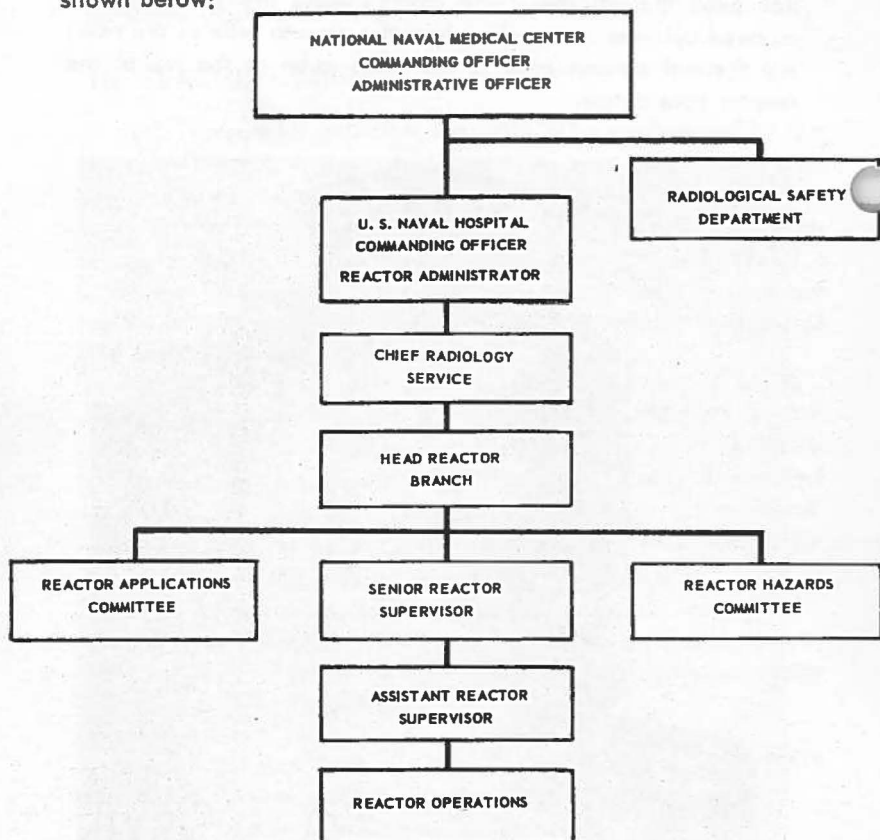 shown below:
NATIONAL NAVAL MEDICAL CENTER
COMMANDING OFFICER
ADMINISTRATIVE OFFICER
RADIOLOGICAL SAFETY
DEPARTMENT
U. S. NAVAL HOSPITAL
COMMANDING OFFICER
REACTOR ADMINISTRATOR
CHIEF RADIOLOGY
SERVICE
HEAD REACTOR
BRANCH
REACTOR APPLICATIONS
COMMITTEE
SENIOR REACTOR
SUPERVISOR
REACTOR HAZARDS
COMMITTEE
ASSISTANT REACTOR
SUPERVISOR
REACTOR OPERATIONS